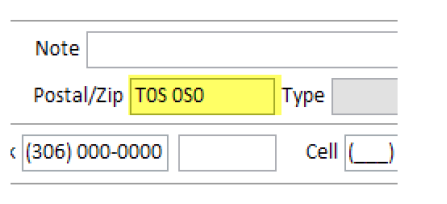 Note
Postal/Zip T0S 0S0 Type
(306) 000-0000 Cell (___)